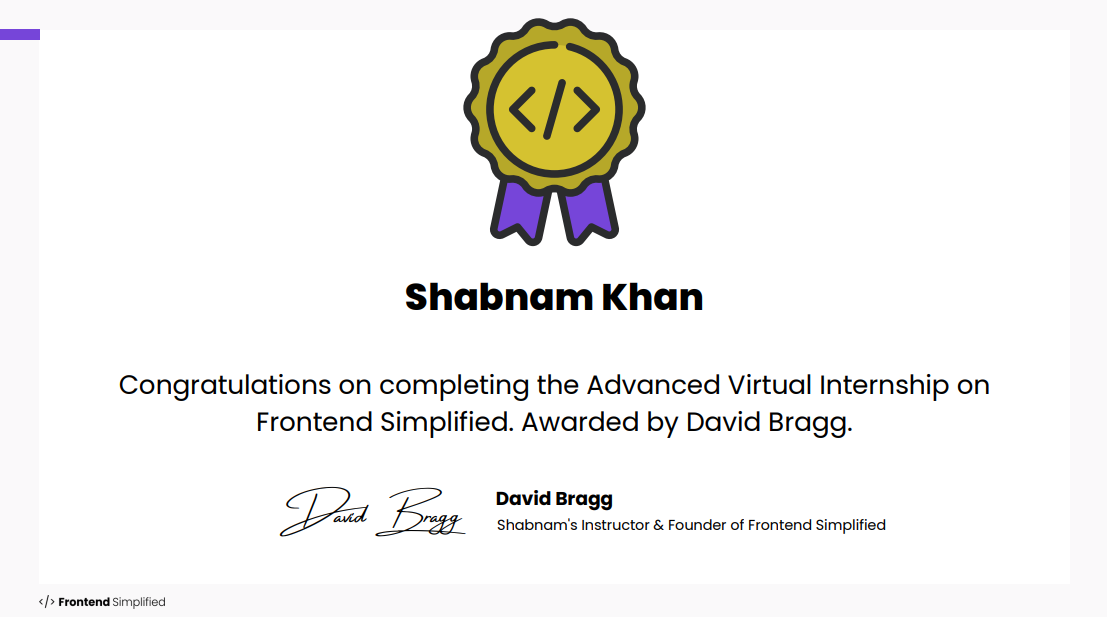 </>
Shabnam Khan
Congratulations on completing the Advanced Virtual Internship on
Frontend Simplified. Awarded by David Bragg.
David Bragg
David Bragg
Shabnam's Instructor & Founder of Frontend Simplified
</> Frontend Simplified